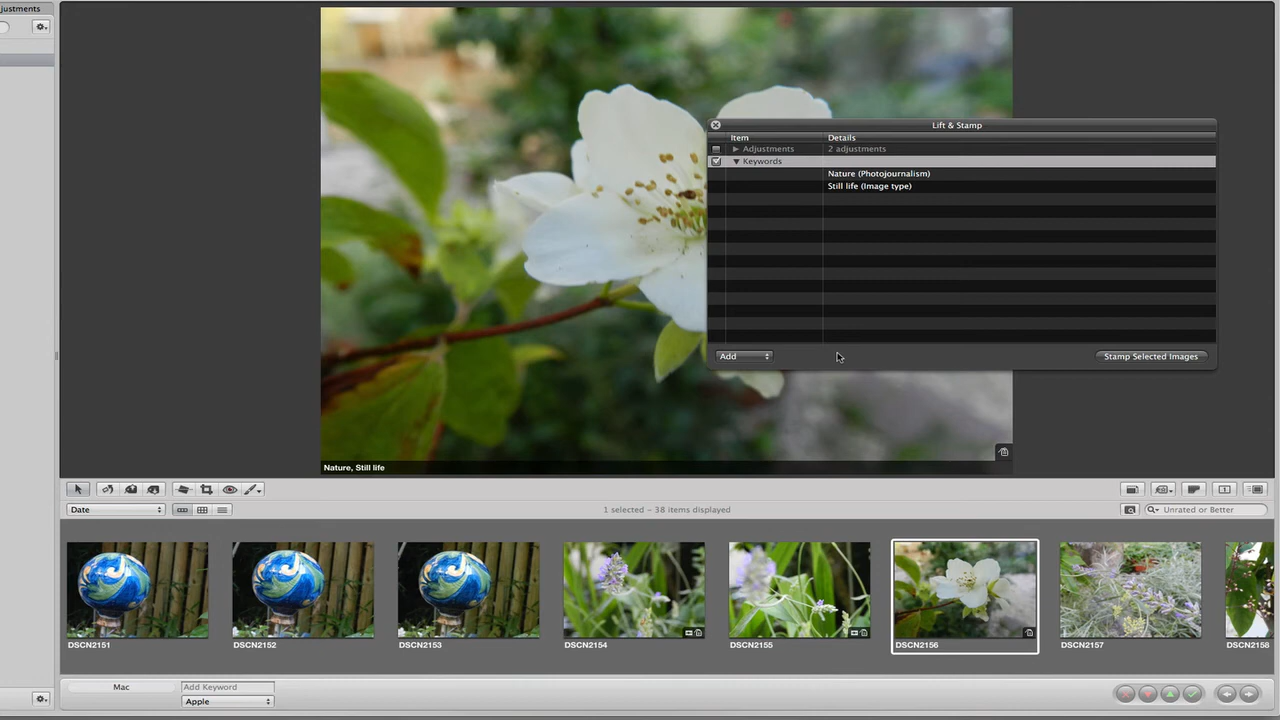 justments
Lift & Stamp
Item Details
Adjustments 2 adjustments
Keywords
Nature (Photojournalism)
Still life (Image type)
Add Stamp Selected Images
Nature, Still life
Date 1 selected – 38 items displayed Unrated or Better
DSCN2151 DSCN2152 DSCN2153 DSCN2154 DSCN2155 DSCN2156 DSCN2157 DSCN2158
Mac Add Keyword
Apple